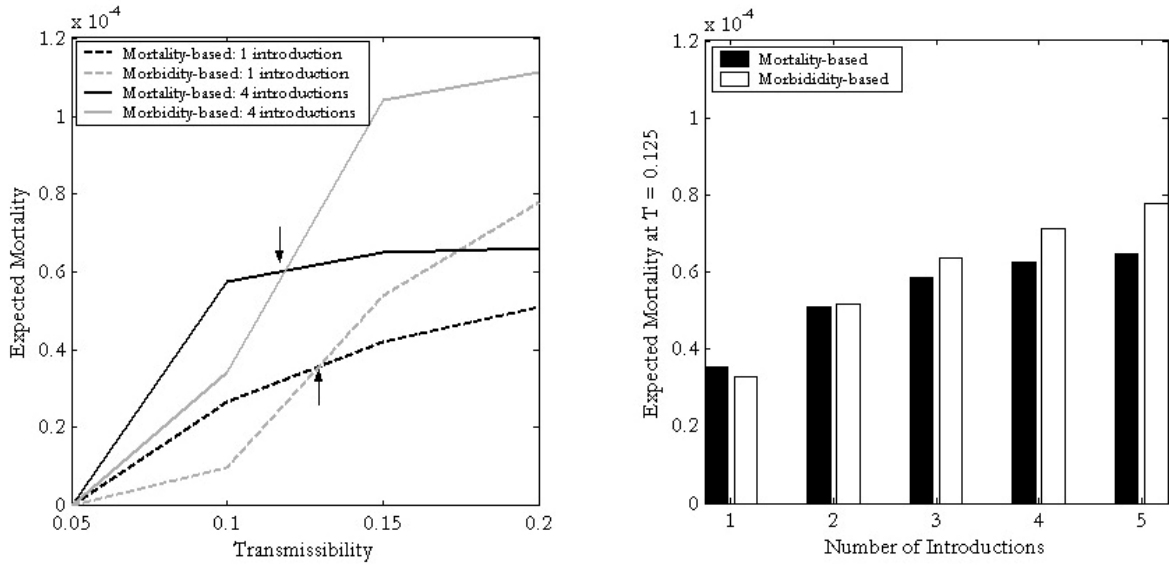 x 10-4
1.2
1
0.8
0.6
0.4
0.2
0
Expected Mortality
Mortality-based: 1 introduction
Morbidity-based: 1 introduction
Mortality-based: 4 introductions
Morbidity-based: 4 introductions
0.05
0.1
0.15
0.2
Transmissibility
x 10-4
1.2
1
0.8
0.6
0.4
0.2
0
Expected Mortality at T = 0.125
Mortality-based
Morbididity-based
1
2
3
4
5
Number of Introductions